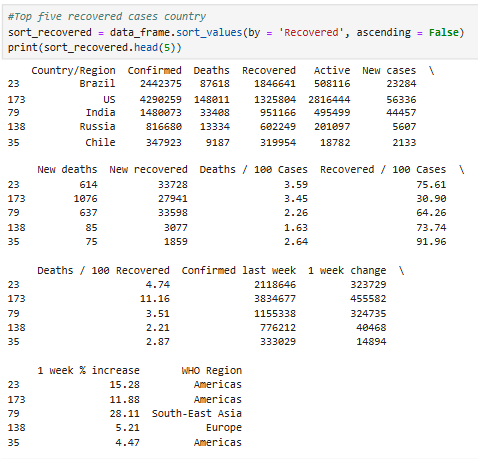 #Top five recovered cases country
sort_recovered = data_frame.sort_values(by = 'Recovered', ascending = False)
print(sort_recovered.head(5))
Country/Region Confirmed Deaths Recovered Active New cases \
23 Brazil 2442375 87618 1846641 508116 23284
173 US 4290259 148011 1325804 2816444 56336
79 India 1480073 33408 951166 495499 44457
138 Russia 816680 13334 602249 201097 5607
35 Chile 347923 9187 319954 18782 2133
New deaths New recovered Deaths / 100 Cases Recovered / 100 Cases \
23 614 33728 3.59 75.61
173 1076 27941 3.45 30.90
79 637 33598 2.26 64.26
138 85 3077 1.63 73.74
35 75 1859 2.64 91.96
Deaths / 100 Recovered Confirmed last week 1 week change \
23 4.74 2118646 323729
173 11.16 3834677 455582
79 3.51 1155338 324735
138 2.21 776212 40468
35 2.87 333029 14894
1 week % increase WHO Region
23 15.28 Americas
173 11.88 Americas
79 28.11 South-East Asia
138 5.21 Europe
35 4.47 Americas